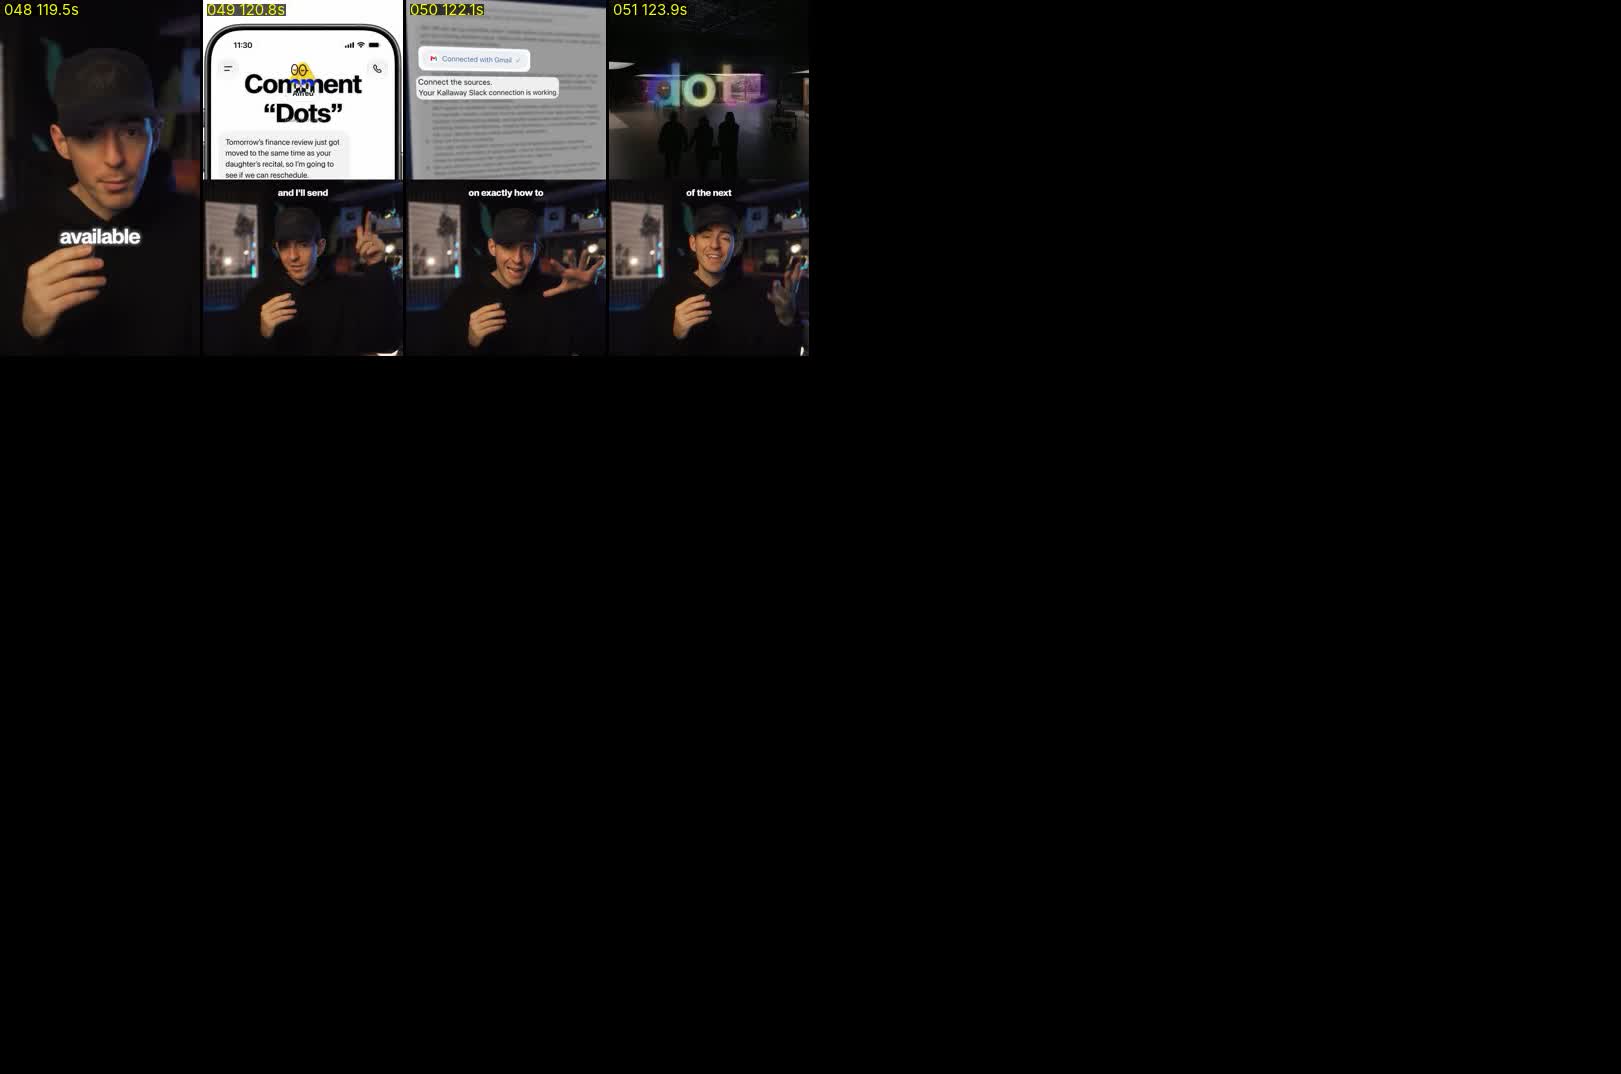 048 119.5s
available
049 120.8s
11:30
Comment
Alfred
“Dots”
Tomorrow's finance review just got
moved to the same time as your
daughter's recital, so I'm going to
see if we can reschedule.
and I'll send
050 122.1s
Connected with Gmail ✓
Connect the sources.
Your Kallaway Slack connection is working.
on exactly how to
051 123.9s
dot
of the next